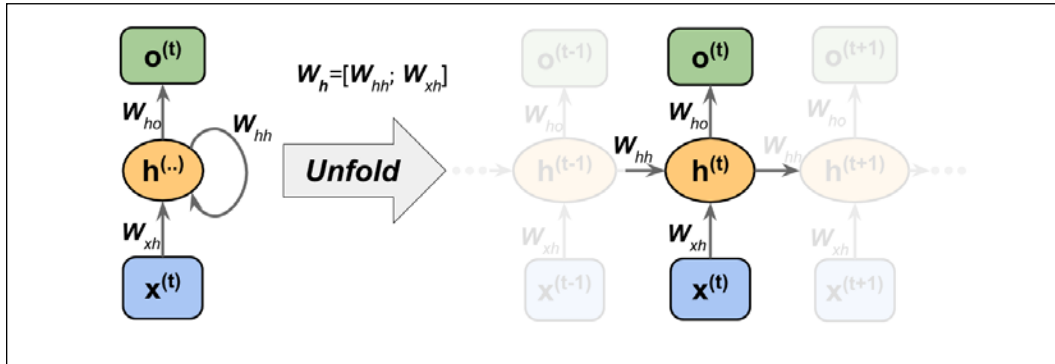 o(t)
W_ho
W_hh
h(..)
W_xh
x(t)
W_h=[W_hh; W_xh]
Unfold
o(t-1) o(t) o(t+1)
W_ho W_ho W_ho
W_hh W_hh
h(t-1) h(t) h(t+1)
W_xh W_xh W_xh
x(t-1) x(t) x(t+1)